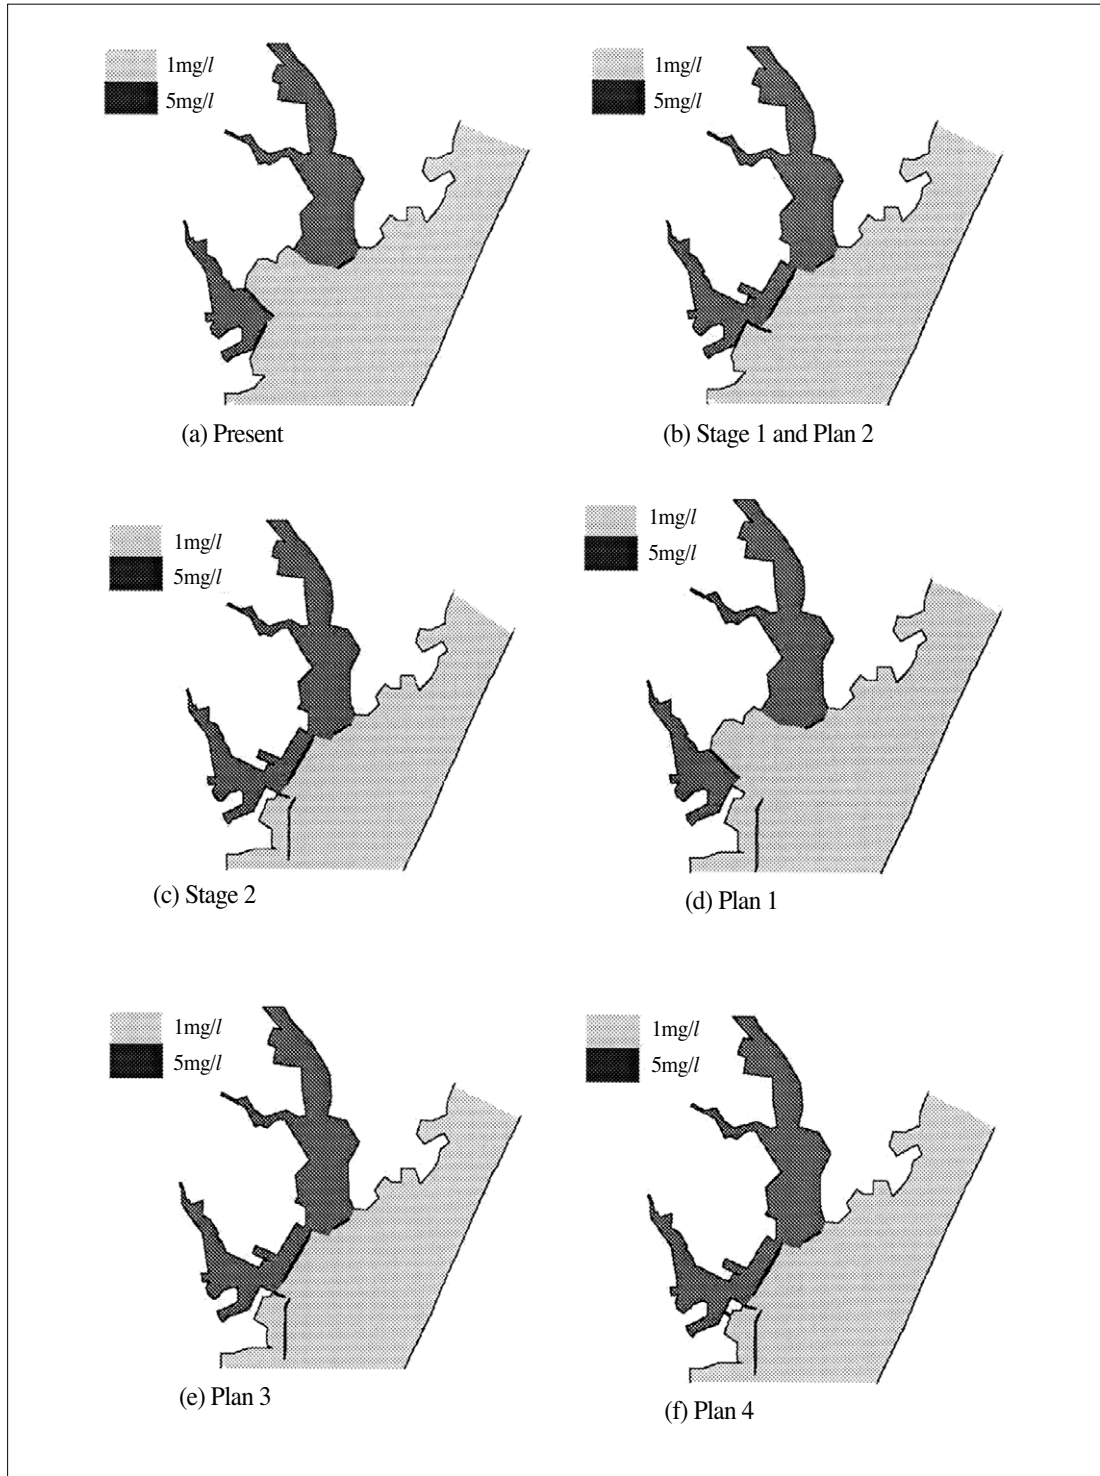 1mg/l
5mg/l
1mg/l
5mg/l
(a) Present
(b) Stage 1 and Plan 2
1mg/l
5mg/l
1mg/l
5mg/l
(c) Stage 2
(d) Plan 1
1mg/l
5mg/l
1mg/l
5mg/l
(e) Plan 3
(f) Plan 4